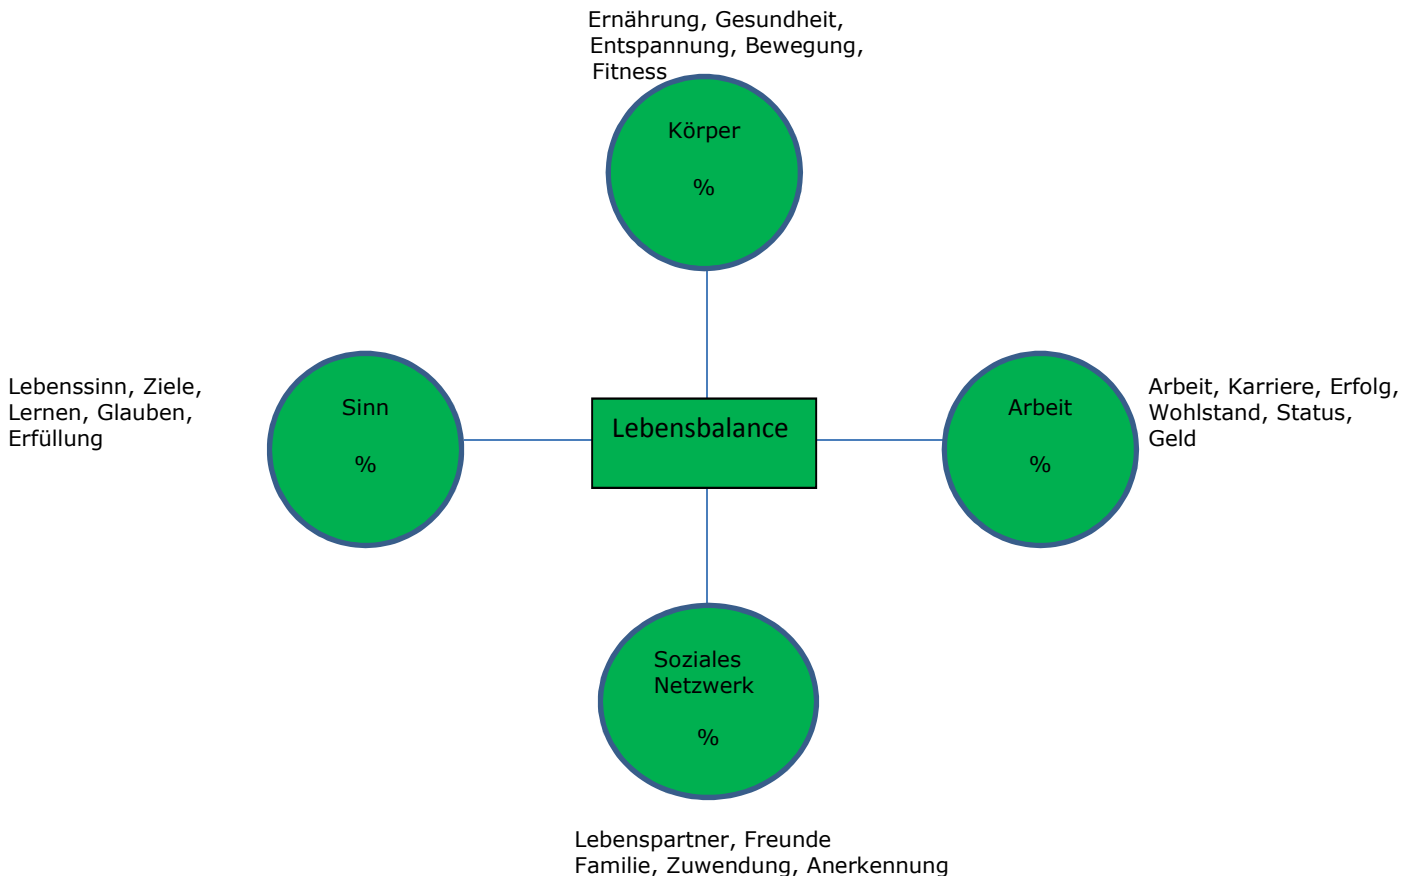 Ernährung, Gesundheit,
Entspannung, Bewegung,
Fitness
Körper
%
Lebenssinn, Ziele,
Lernen, Glauben,
Erfüllung
Sinn
%
Lebensbalance
Arbeit
%
Arbeit, Karriere, Erfolg,
Wohlstand, Status,
Geld
Soziales
Netzwerk
%
Lebenspartner, Freunde
Familie, Zuwendung, Anerkennung